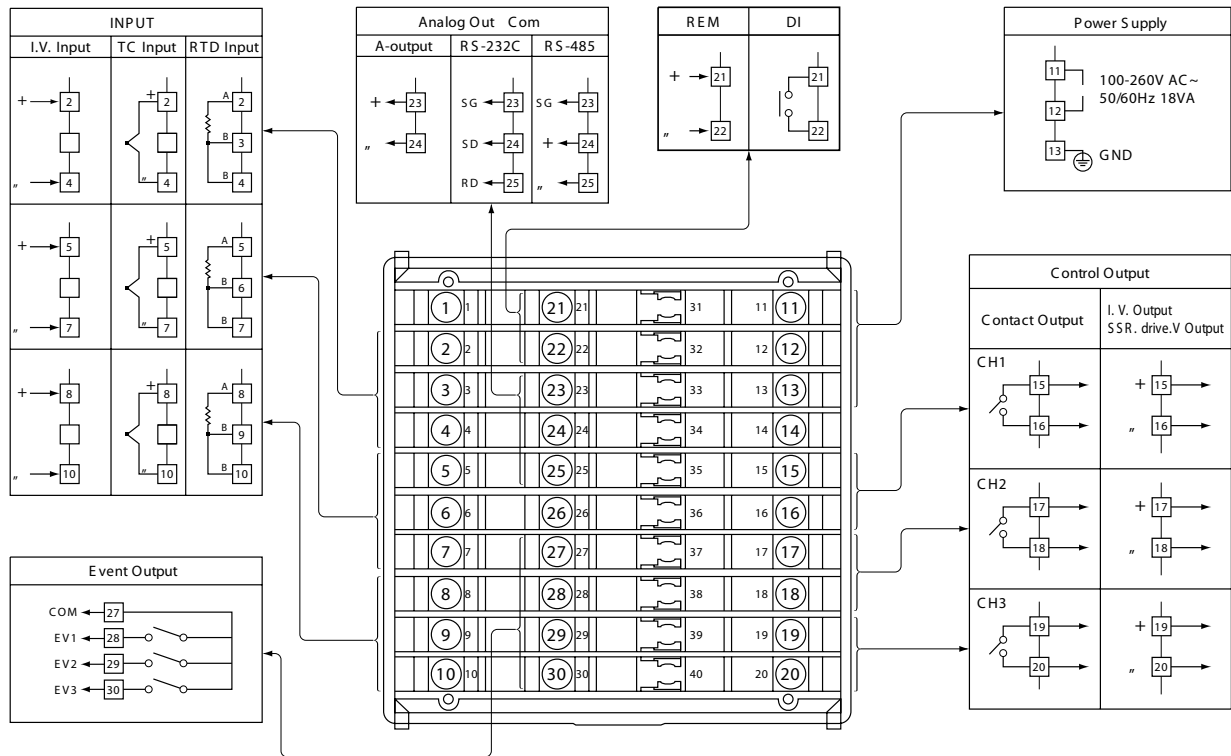 INPUT
I.V. Input TC Input RTD Input
+ 2 + 2 A 2
B 3
„ 4 „ 4 B 4
+ 5 + 5 A 5
B 6
„ 7 „ 7 B 7
+ 8 + 8 A 8
B 9
„ 10 „ 10 B 10
Analog Out Com
A-output RS-232C RS-485
+ 23 SG 23 SG 23
„ 24 SD 24 + 24
RD 25 „ 25
REM DI
+ 21 21
„ 22 22
Power Supply
11
100-260V AC~
12
50/60Hz 18VA
13 GND
1 1 21 21 31 11 11
2 2 22 22 32 12 12
3 3 23 23 33 13 13
4 4 24 24 34 14 14
5 5 25 25 35 15 15
6 6 26 26 36 16 16
7 7 27 27 37 17 17
8 8 28 28 38 18 18
9 9 29 29 39 19 19
10 10 30 30 40 20 20
Control Output
Contact Output
I. V. Output
SSR. drive.V Output
CH1
15 + 15
16 „ 16
CH2
17 + 17
18 „ 18
CH3
19 + 19
20 „ 20
Event Output
COM 27
EV1 28
EV2 29
EV3 30